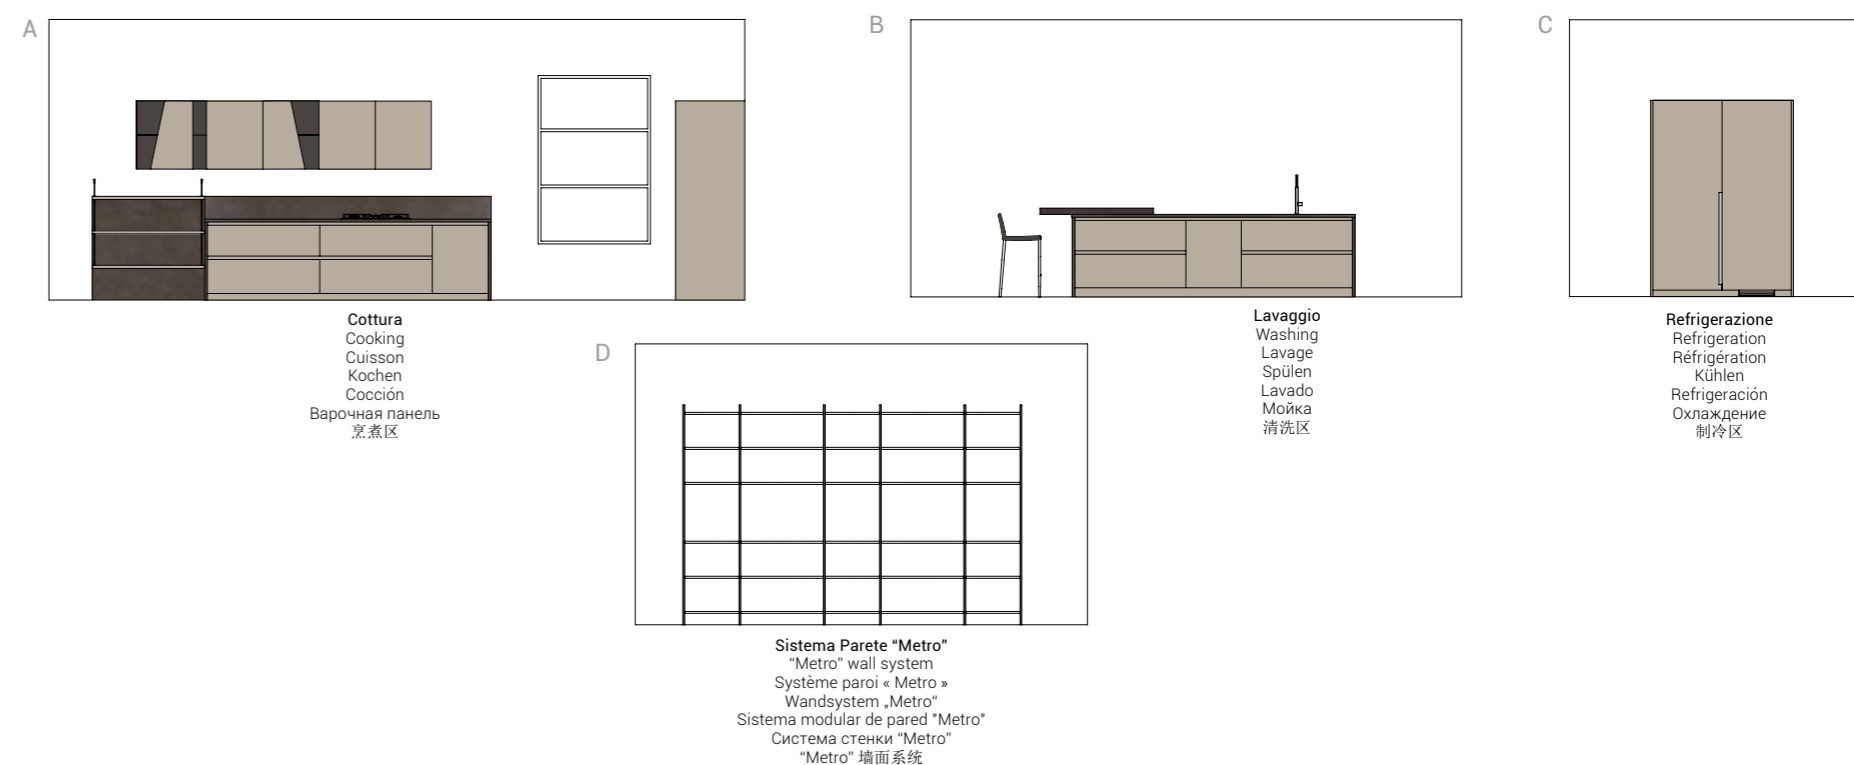 A
Cottura
Cooking
Cuisson
Kochen
Cocción
Варочная панель
烹煮区
B
Lavaggio
Washing
Lavage
Spülen
Lavado
Мойка
清洗区
C
Refrigerazione
Refrigeration
Réfrigération
Kühlen
Refrigeración
Охлаждение
制冷区
D
Sistema Parete “Metro”
“Metro” wall system
Système paroi « Metro »
Wandsystem „Metro“
Sistema modular de pared "Metro"
Система стенки “Metro”
“Metro” 墙面系统